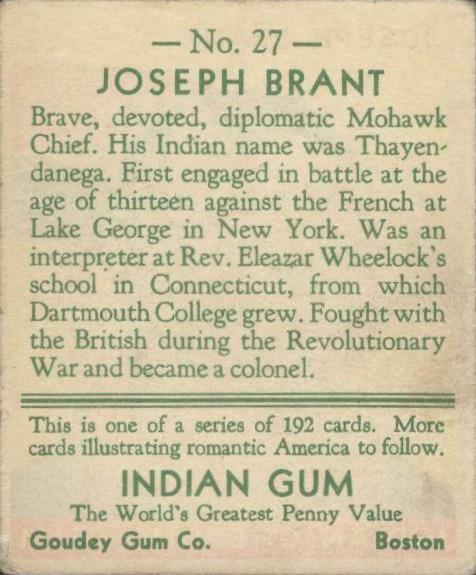 — No. 27 —
JOSEPH BRANT
Brave, devoted, diplomatic Mohawk
Chief. His Indian name was Thayen-
danega. First engaged in battle at the
age of thirteen against the French at
Lake George in New York. Was an
interpreter at Rev. Eleazar Wheelock's
school in Connecticut, from which
Dartmouth College grew. Fought with
the British during the Revolutionary
War and became a colonel.
This is one of a series of 192 cards. More
cards illustrating romantic America to follow.
INDIAN GUM
The World's Greatest Penny Value
Goudey Gum Co. Boston